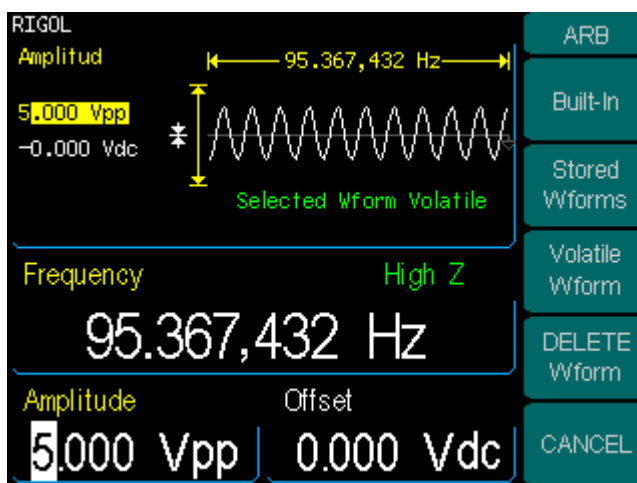 RIGOL
Amplitud
95.367,432 Hz
5.000 Vpp
-0.000 Vdc
Selected Wform Volatile
Frequency
High Z
95.367,432 Hz
Amplitude
Offset
5.000 Vpp
0.000 Vdc
ARB
Built-In
Stored
Wforms
Volatile
Wform
DELETE
Wform
CANCEL